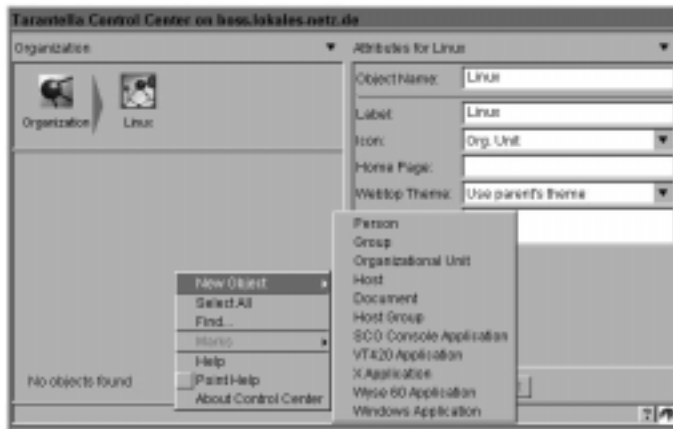 Tarantella Control Center on boss.lokales-netz.de
Organization
Attributes for Linux
Organization
Linux
Object Name: Linux
Label: Linux
Icon: Org. Unit
Home Page:
Webtop Theme: Use parent's theme
New Object
Select All
Find...
Marks
Help
Point Help
About Control Center
Person
Group
Organizational Unit
Host
Document
Host Group
SCO Console Application
VT420 Application
X Application
Wyse 60 Application
Windows Application
No objects found
?